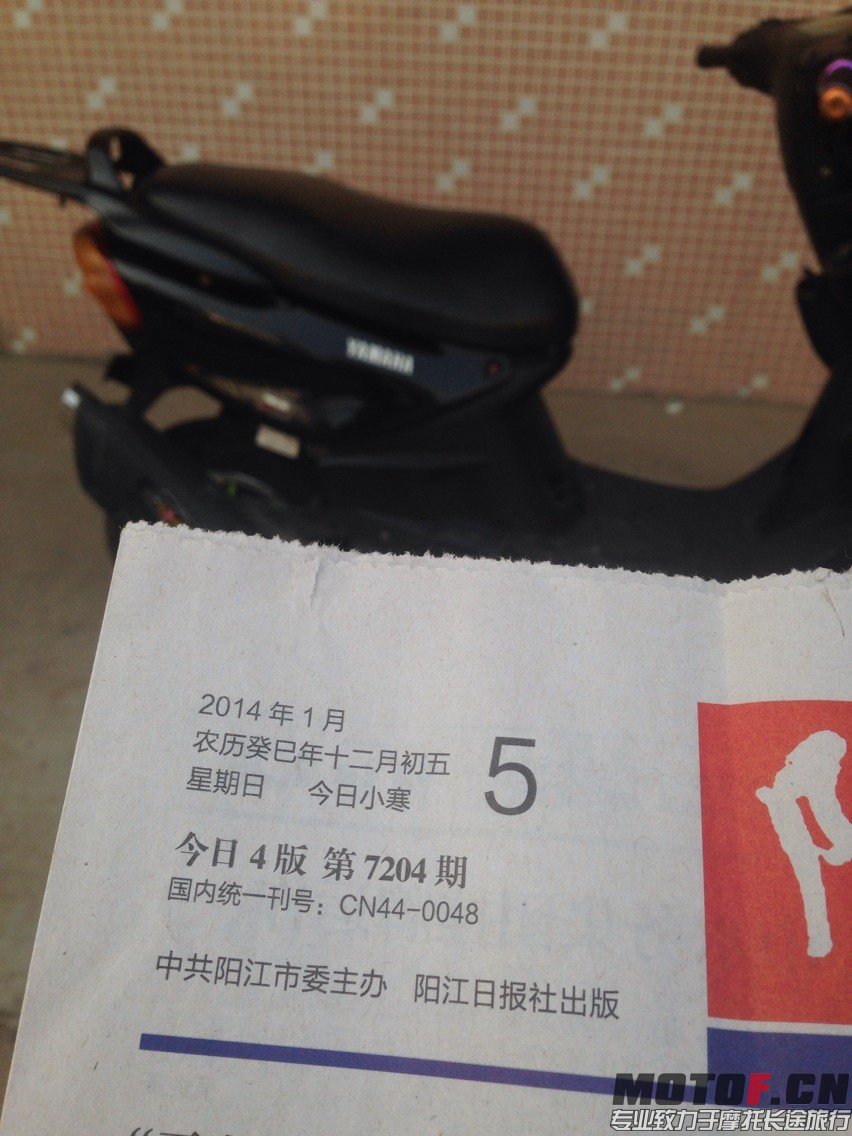 YAMAHA
2014年1月
农历癸巳年十二月初五
5
星期日 今日小寒
今日4版 第7204期
国内统一刊号：CN44-0048
中共阳江市委主办 阳江日报社出版
MOTOF.CN
专业致力于摩托长途旅行